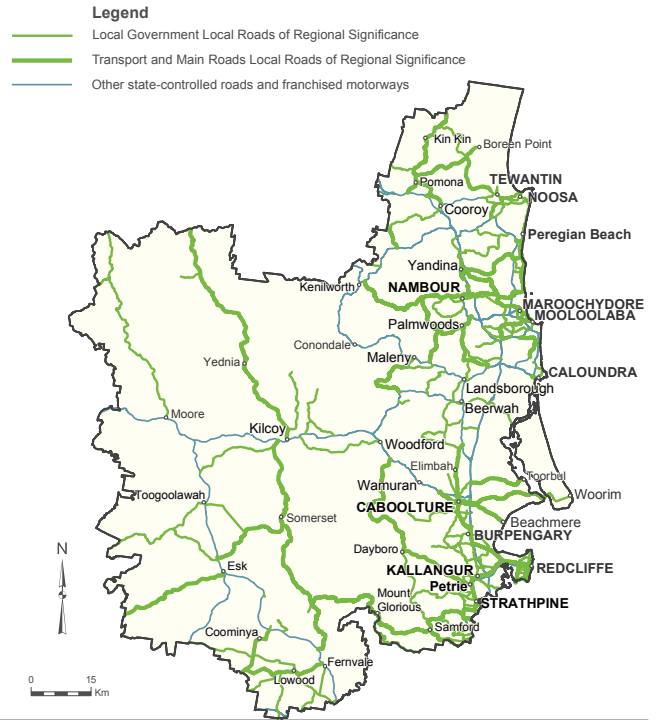 Legend
Local Government Local Roads of Regional Significance
Transport and Main Roads Local Roads of Regional Significance
Other state-controlled roads and franchised motorways
Kin Kin
Boreen Point
Pomona
TEWANTIN
NOOSA
Cooroy
Peregian Beach
Yandina
Kenilworth
NAMBOUR
MAROOCHYDORE
MOOLOOLABA
Palmwoods
Conondale
Maleny
Yednia
CALOUNDRA
Landsborough
Beerwah
Moore
Kilcoy
Woodford
Elimbah
Toorbul
Wamuran
Woorim
Toogoolawah
CABOOLTURE
Somerset
Beachmere
BURPENGARY
Dayboro
N
Esk
KALLANGUR
REDCLIFFE
Petrie
Mount
Glorious
STRATHPINE
Coominya
Samford
Fernvale
Lowood
0 15
Km